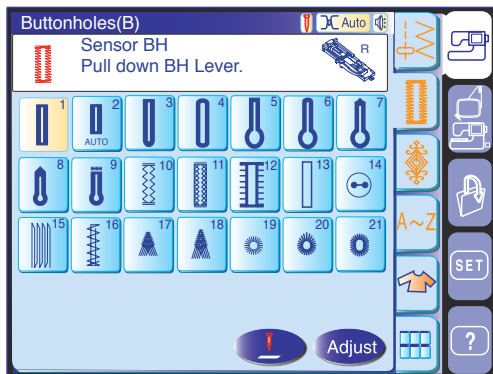 Buttonholes(B) Auto
Sensor BH R
Pull down BH Lever.
1 2 3 4 5 6 7
AUTO
8 9 10 11 12 13 14
A~Z
15 16 17 18 19 20 21
SET
Adjust ?